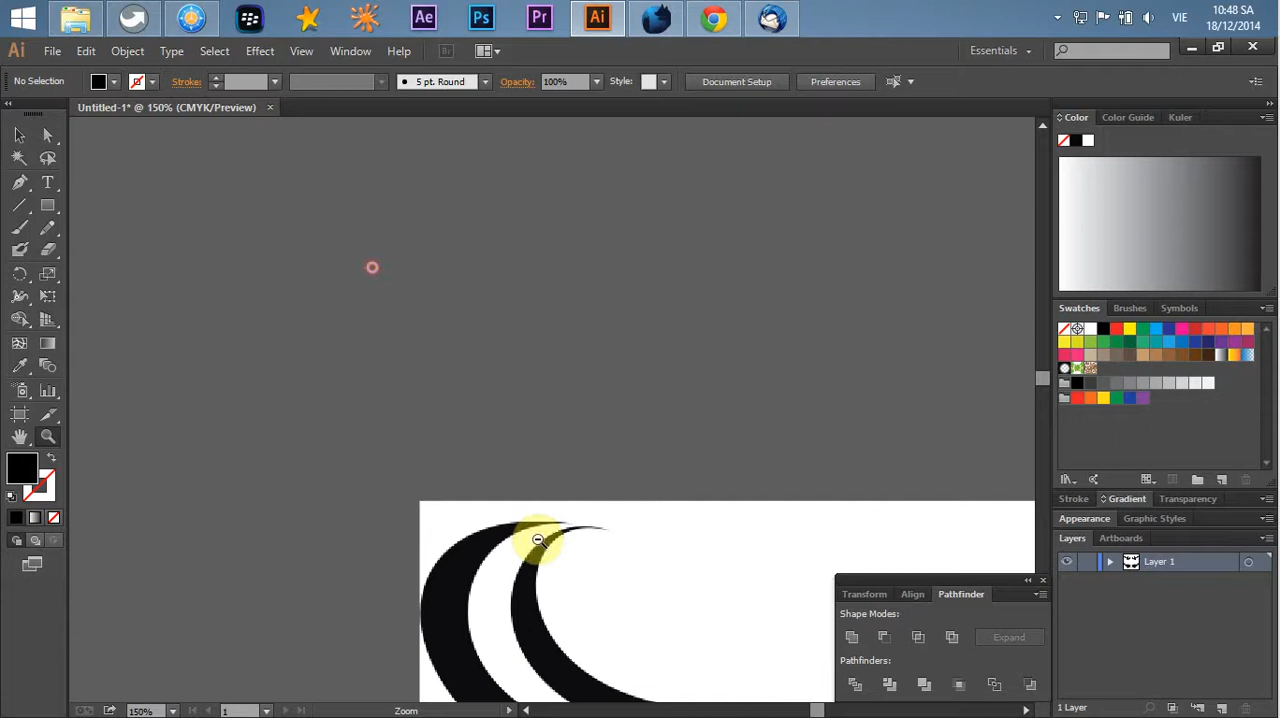 Ae Ps Pr Ai VIE 10:48 SA
18/12/2014
Ai File Edit Object Type Select Effect View Window Help Br Essentials
No Selection Stroke: 5 pt. Round Opacity: 100% Style: Document Setup Preferences
Untitled-1* @ 150% (CMYK/Preview) ×
Color Color Guide Kuler
T
Swatches Brushes Symbols
Stroke Gradient Transparency
Appearance Graphic Styles
Layers Artboards
Layer 1
Transform Align Pathfinder
Shape Modes:
Expand
Pathfinders:
150% 1 Zoom
1 Layer